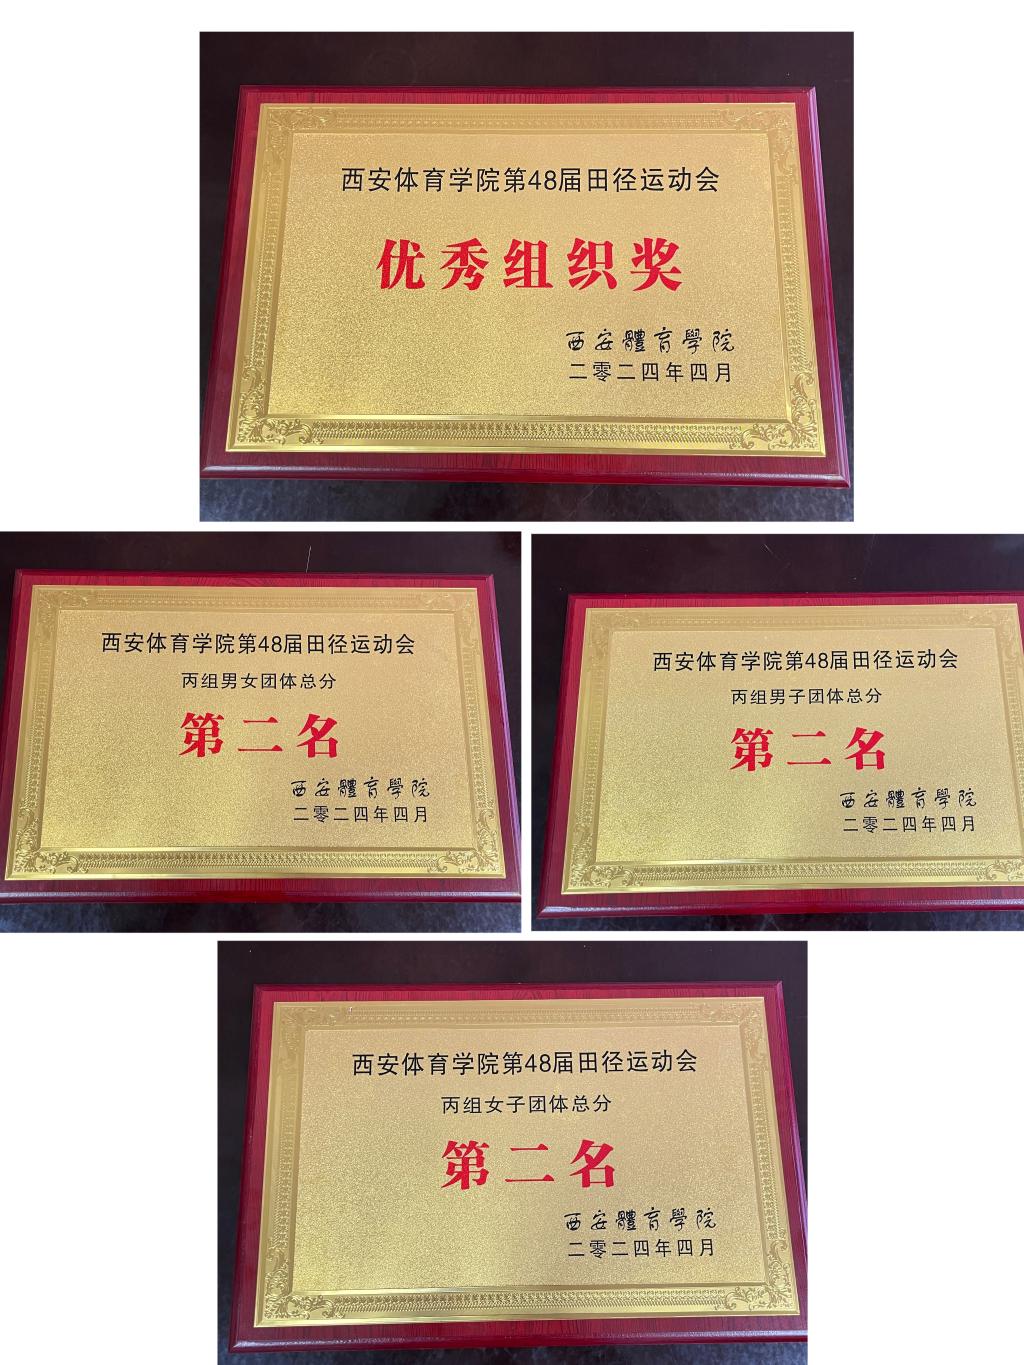 西安体育学院第48届田径运动会
优秀组织奖
西安體育學院
二零二四年四月
西安体育学院第48届田径运动会
丙组男女团体总分
第二名
西安體育學院
二零二四年四月
西安体育学院第48届田径运动会
丙组男子团体总分
第二名
西安體育學院
二零二四年四月
西安体育学院第48届田径运动会
丙组女子团体总分
第二名
西安體育學院
二零二四年四月